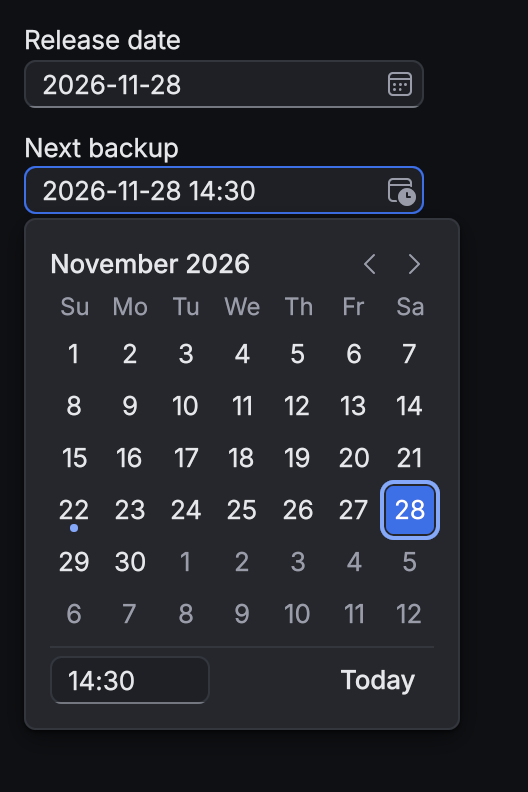 Release date
2026-11-28
Next backup
2026-11-28 14:30
November 2026
Su Mo Tu We Th Fr Sa
1 2 3 4 5 6 7
8 9 10 11 12 13 14
15 16 17 18 19 20 21
22 23 24 25 26 27 28
29 30 1 2 3 4 5
6 7 8 9 10 11 12
14:30 Today